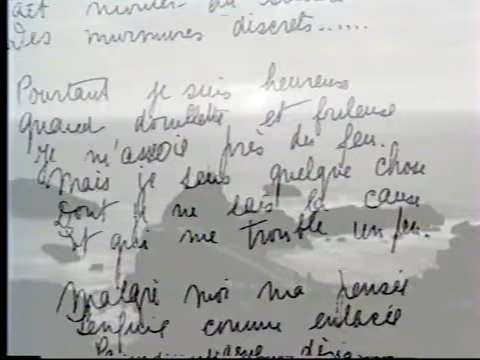 Des murmures discrets......
Pourtant je suis heureuse
quand douillette et frileuse
Je m'assoie près du feu.
Mais je sens quelque chose
Dont je ne sais la cause
Et qui me trouble un peu.
Malgré moi ma pensée
comme enlacée